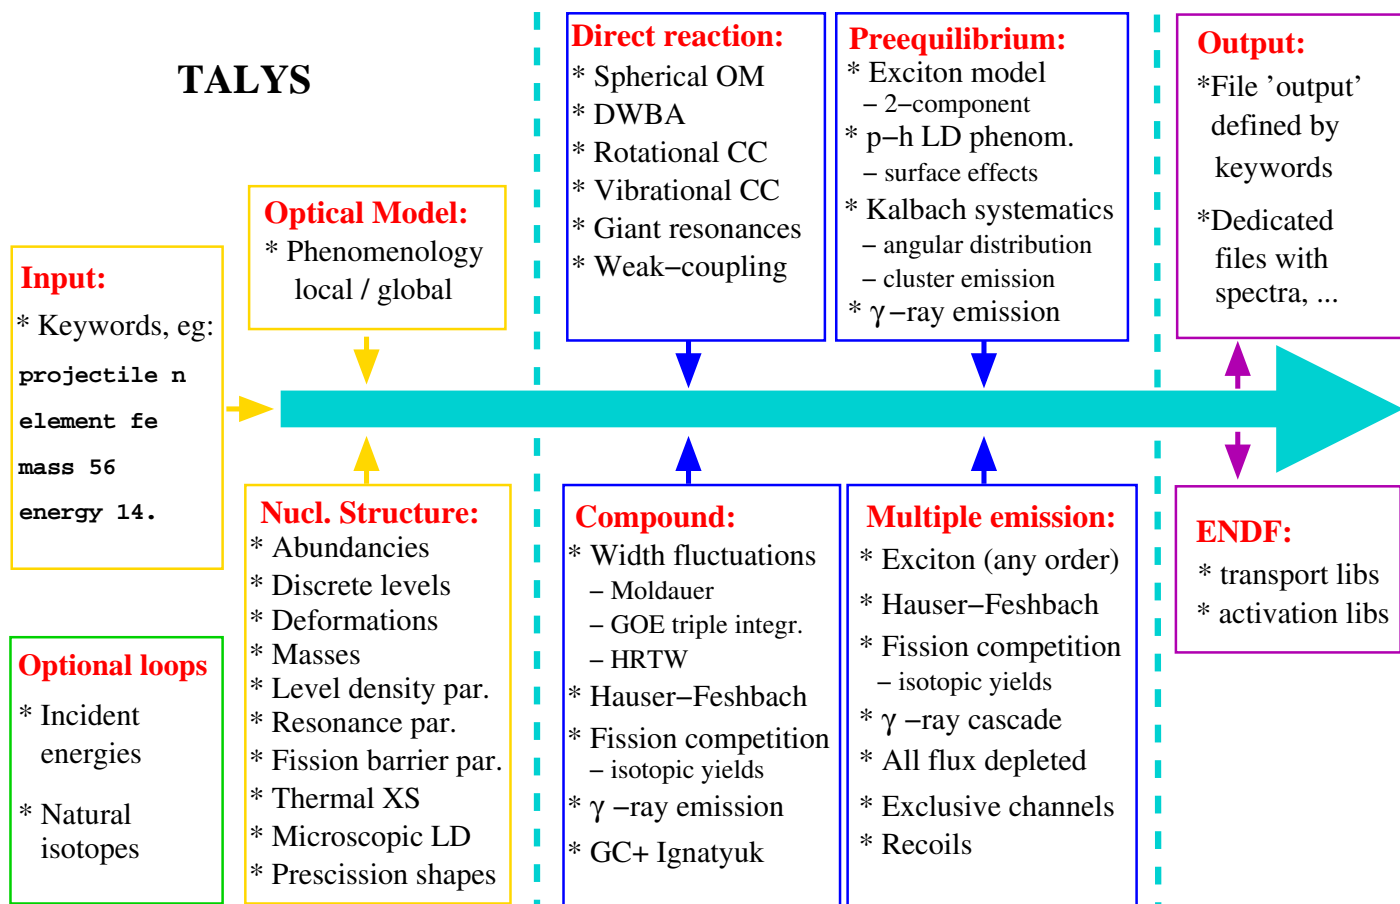 TALYS
Input:
* Keywords, eg:
projectile n
element fe
mass 56
energy 14.
Optional loops
* Incident
energies
* Natural
isotopes
Optical Model:
* Phenomenology
local / global
Nucl. Structure:
* Abundancies
* Discrete levels
* Deformations
* Masses
* Level density par.
* Resonance par.
* Fission barrier par.
* Thermal XS
* Microscopic LD
* Prescission shapes
Direct reaction:
* Spherical OM
* DWBA
* Rotational CC
* Vibrational CC
* Giant resonances
* Weak−coupling
Preequilibrium:
* Exciton model
− 2−component
* p−h LD phenom.
− surface effects
* Kalbach systematics
− angular distribution
− cluster emission
* γ −ray emission
Compound:
* Width fluctuations
− Moldauer
− GOE triple integr.
− HRTW
* Hauser−Feshbach
* Fission competition
− isotopic yields
* γ −ray emission
* GC+ Ignatyuk
Multiple emission:
* Exciton (any order)
* Hauser−Feshbach
* Fission competition
− isotopic yields
* γ −ray cascade
* All flux depleted
* Exclusive channels
* Recoils
Output:
*File ’output’
defined by
keywords
*Dedicated
files with
spectra, ...
ENDF:
* transport libs
* activation libs